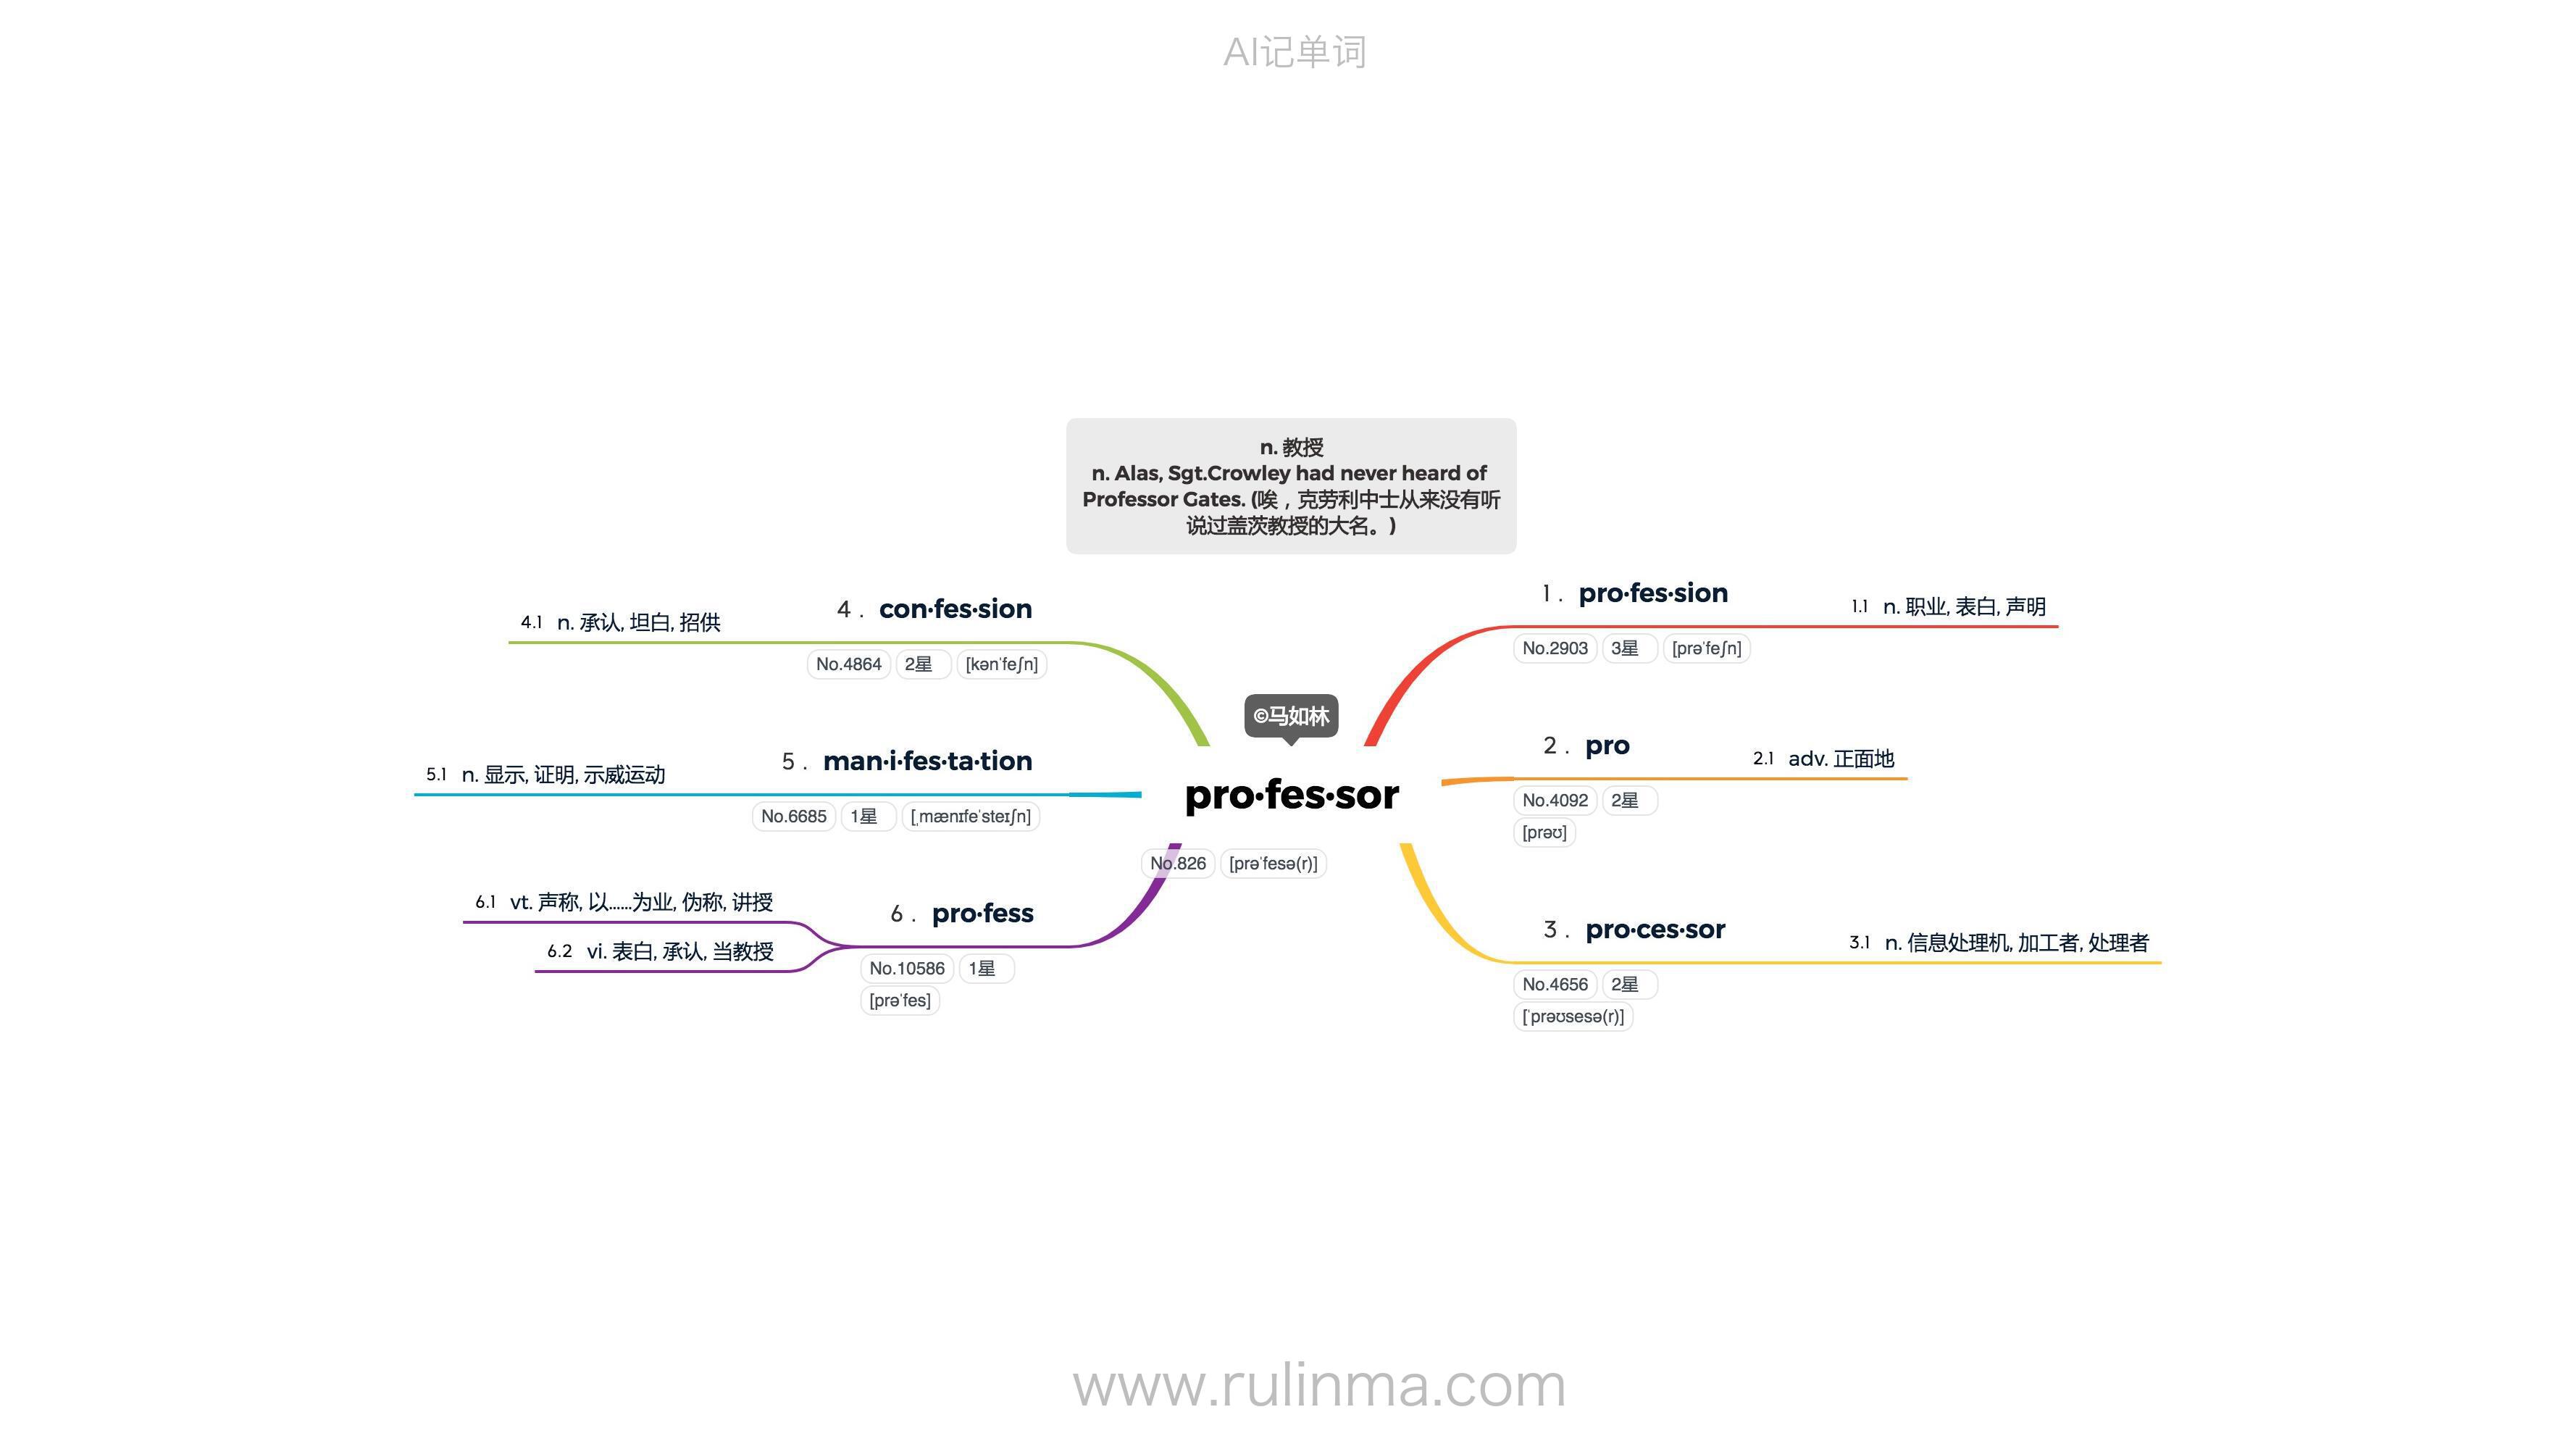 AI记单词
n. 教授
n. Alas, Sgt.Crowley had never heard of
Professor Gates. (唉，克劳利中士从来没有听
说过盖茨教授的大名。)
©马如林
pro·fes·sor
No.826 [prəˈfesə(r)]
1 . pro·fes·sion
No.2903 3星 [prəˈfeʃn]
1.1 n. 职业, 表白, 声明
2 . pro
No.4092 2星
[prəʊ]
2.1 adv. 正面地
3 . pro·ces·sor
No.4656 2星
[ˈprəʊsesə(r)]
3.1 n. 信息处理机, 加工者, 处理者
4 . con·fes·sion
No.4864 2星 [kənˈfeʃn]
4.1 n. 承认, 坦白, 招供
5 . man·i·fes·ta·tion
No.6685 1星 [ˌmænɪfeˈsteɪʃn]
5.1 n. 显示, 证明, 示威运动
6 . pro·fess
No.10586 1星
[prəˈfes]
6.1 vt. 声称, 以......为业, 伪称, 讲授
6.2 vi. 表白, 承认, 当教授
www.rulinma.com